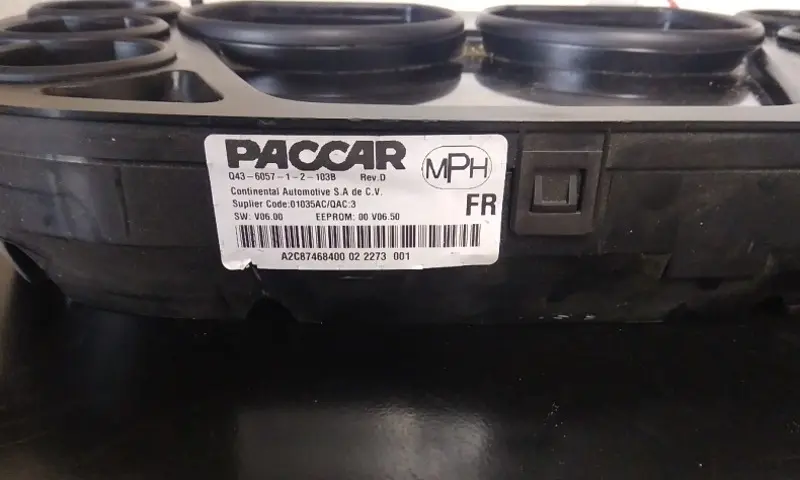 PACCAR
MPH
Q43-6057-1-2-103B Rev.D
Continental Automotive S.A de C.V.
Suplier Code:01035AC/QAC:3
FR
SW: V06.00 EEPROM: 00 V06.50
A2C87468400 02 2273 001